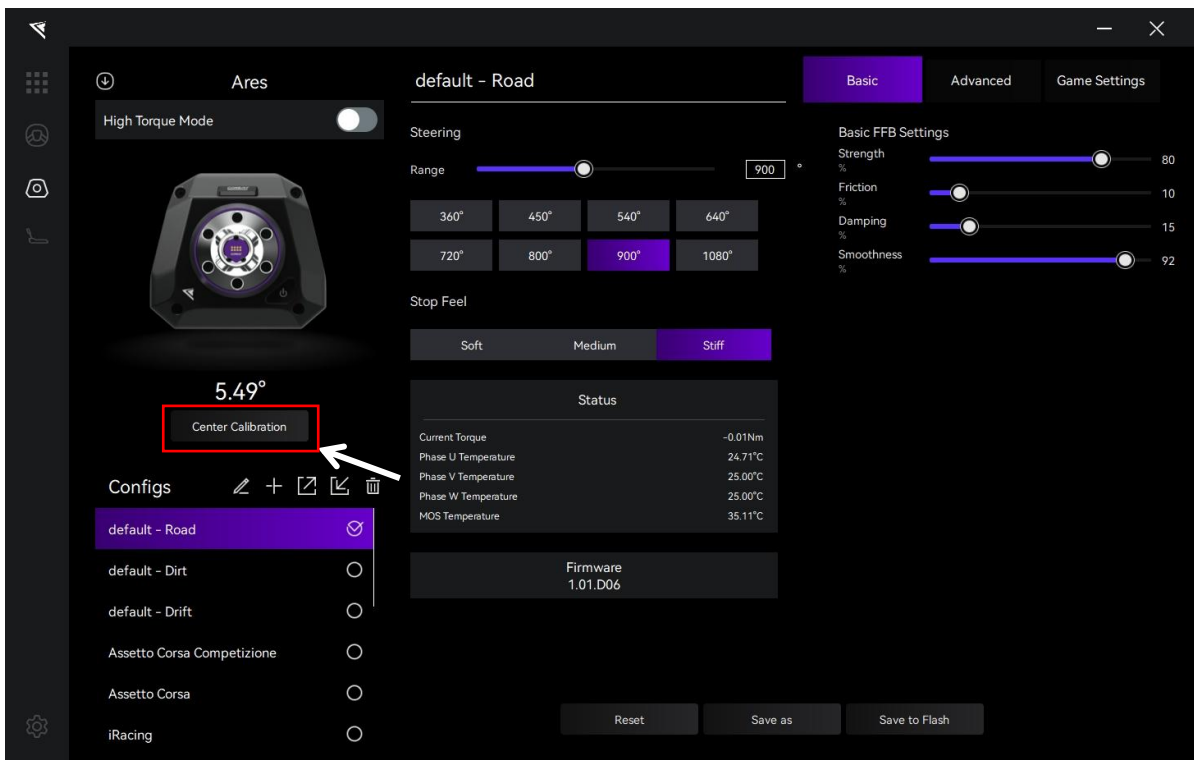 Ares
High Torque Mode
5.49°
Center Calibration
Configs
default - Road
default - Dirt
default - Drift
Assetto Corsa Competizione
Assetto Corsa
iRacing
default - Road
Steering
Range 900 °
360° 450° 540° 640°
720° 800° 900° 1080°
Stop Feel
Soft Medium Stiff
Status
Current Torque -0.01Nm
Phase U Temperature 24.71°C
Phase V Temperature 25.00°C
Phase W Temperature 25.00°C
MOS Temperature 35.11°C
Firmware
1.01.D06
Basic Advanced Game Settings
Basic FFB Settings
Strength 80
%
Friction 10
%
Damping 15
%
Smoothness 92
%
Reset Save as Save to Flash